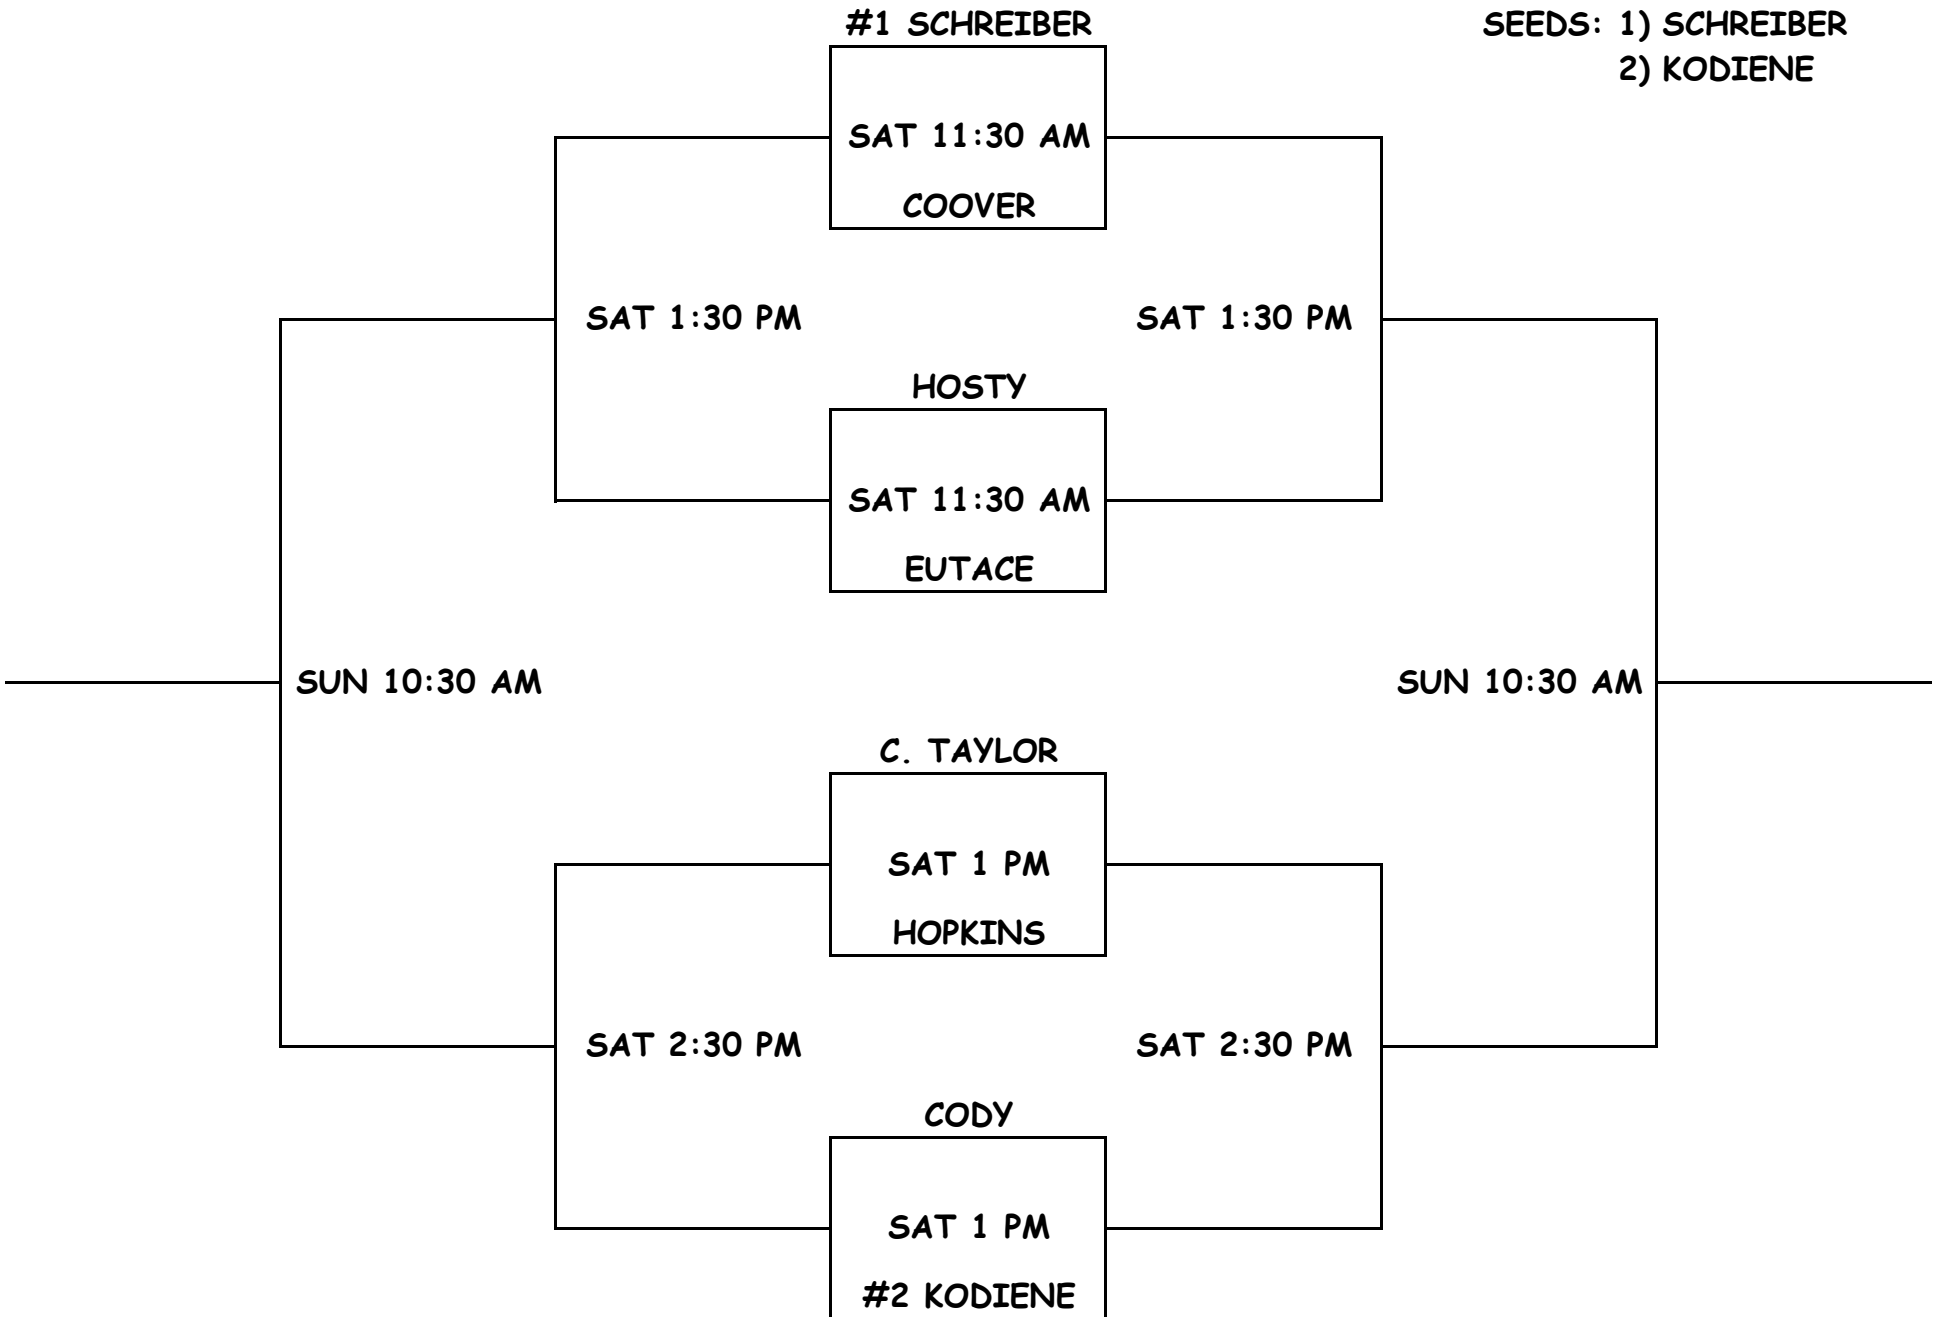 #1 SCHREIBER
SEEDS: 1) SCHREIBER
2) KODIENE
SAT 11:30 AM
COOVER
SAT 1:30 PM
SAT 1:30 PM
HOSTY
SAT 11:30 AM
EUTACE
SUN 10:30 AM
SUN 10:30 AM
C. TAYLOR
SAT 1 PM
HOPKINS
SAT 2:30 PM
SAT 2:30 PM
CODY
SAT 1 PM
#2 KODIENE